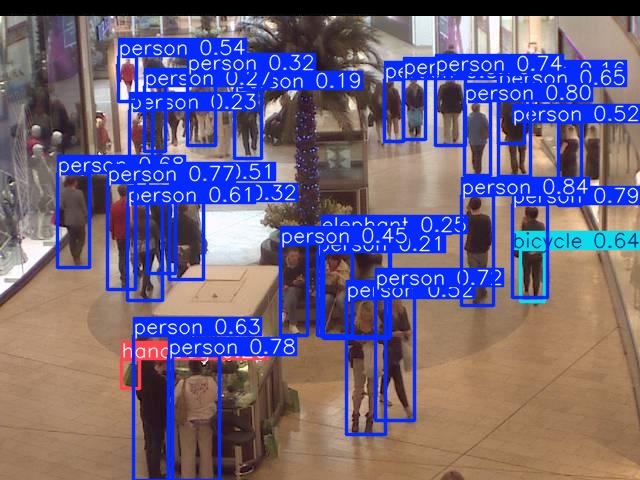 person 0.54
person 0.32
person 0.2
son 0.19
person 0.23
person 0.74
0.65
person 0.80
person 0.52
person 0.68
person 0.77
0.51
person 0.61
0.32
person 0.84
person 0.79
elephant 0.25
person 0.45
0.21
bicycle 0.64
person 0.72
person 0.52
person 0.63
hand
person 0.78